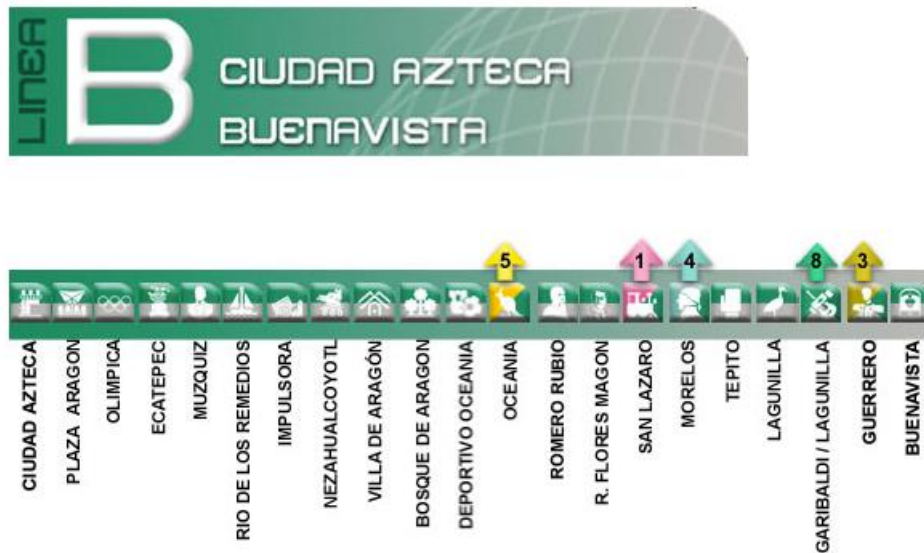 LINEA
B
CIUDAD AZTECA
BUENAVISTA
5
1
4
8
3
CIUDAD AZTECA
PLAZA ARAGON
OLIMPICA
ECATEPEC
MUZQUIZ
RIO DE LOS REMEDIOS
IMPULSORA
NEZAHUALCOYOTL
VILLA DE ARAGÓN
BOSQUE DE ARAGON
DEPORTIVO OCEANIA
OCEANIA
ROMERO RUBIO
R. FLORES MAGON
SAN LAZARO
MORELOS
TEPITO
LAGUNILLA
GARIBALDI / LAGUNILLA
GUERRERO
BUENAVISTA